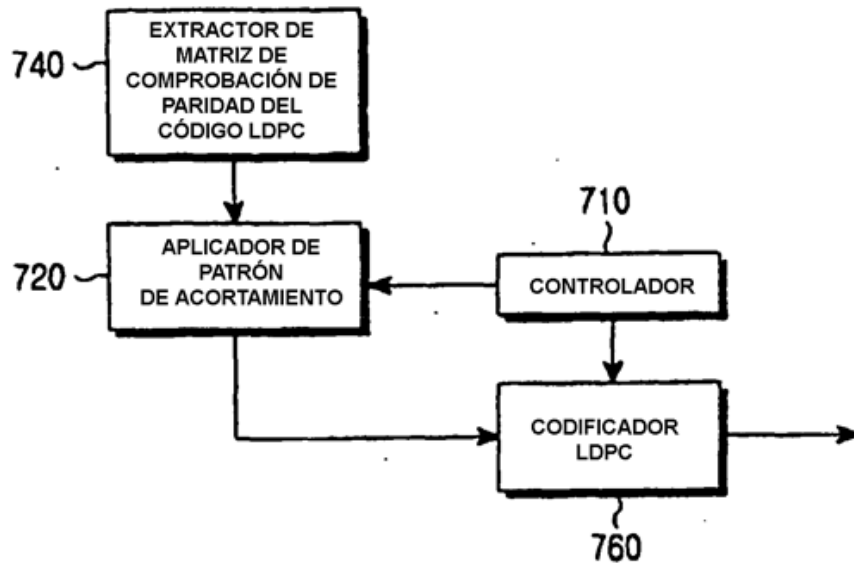 740
EXTRACTOR DE
MATRIZ DE
COMPROBACIÓN DE
PARIDAD DEL
CÓDIGO LDPC
710
720
APLICADOR DE
PATRÓN
DE ACORTAMIENTO
CONTROLADOR
CODIFICADOR
LDPC
760